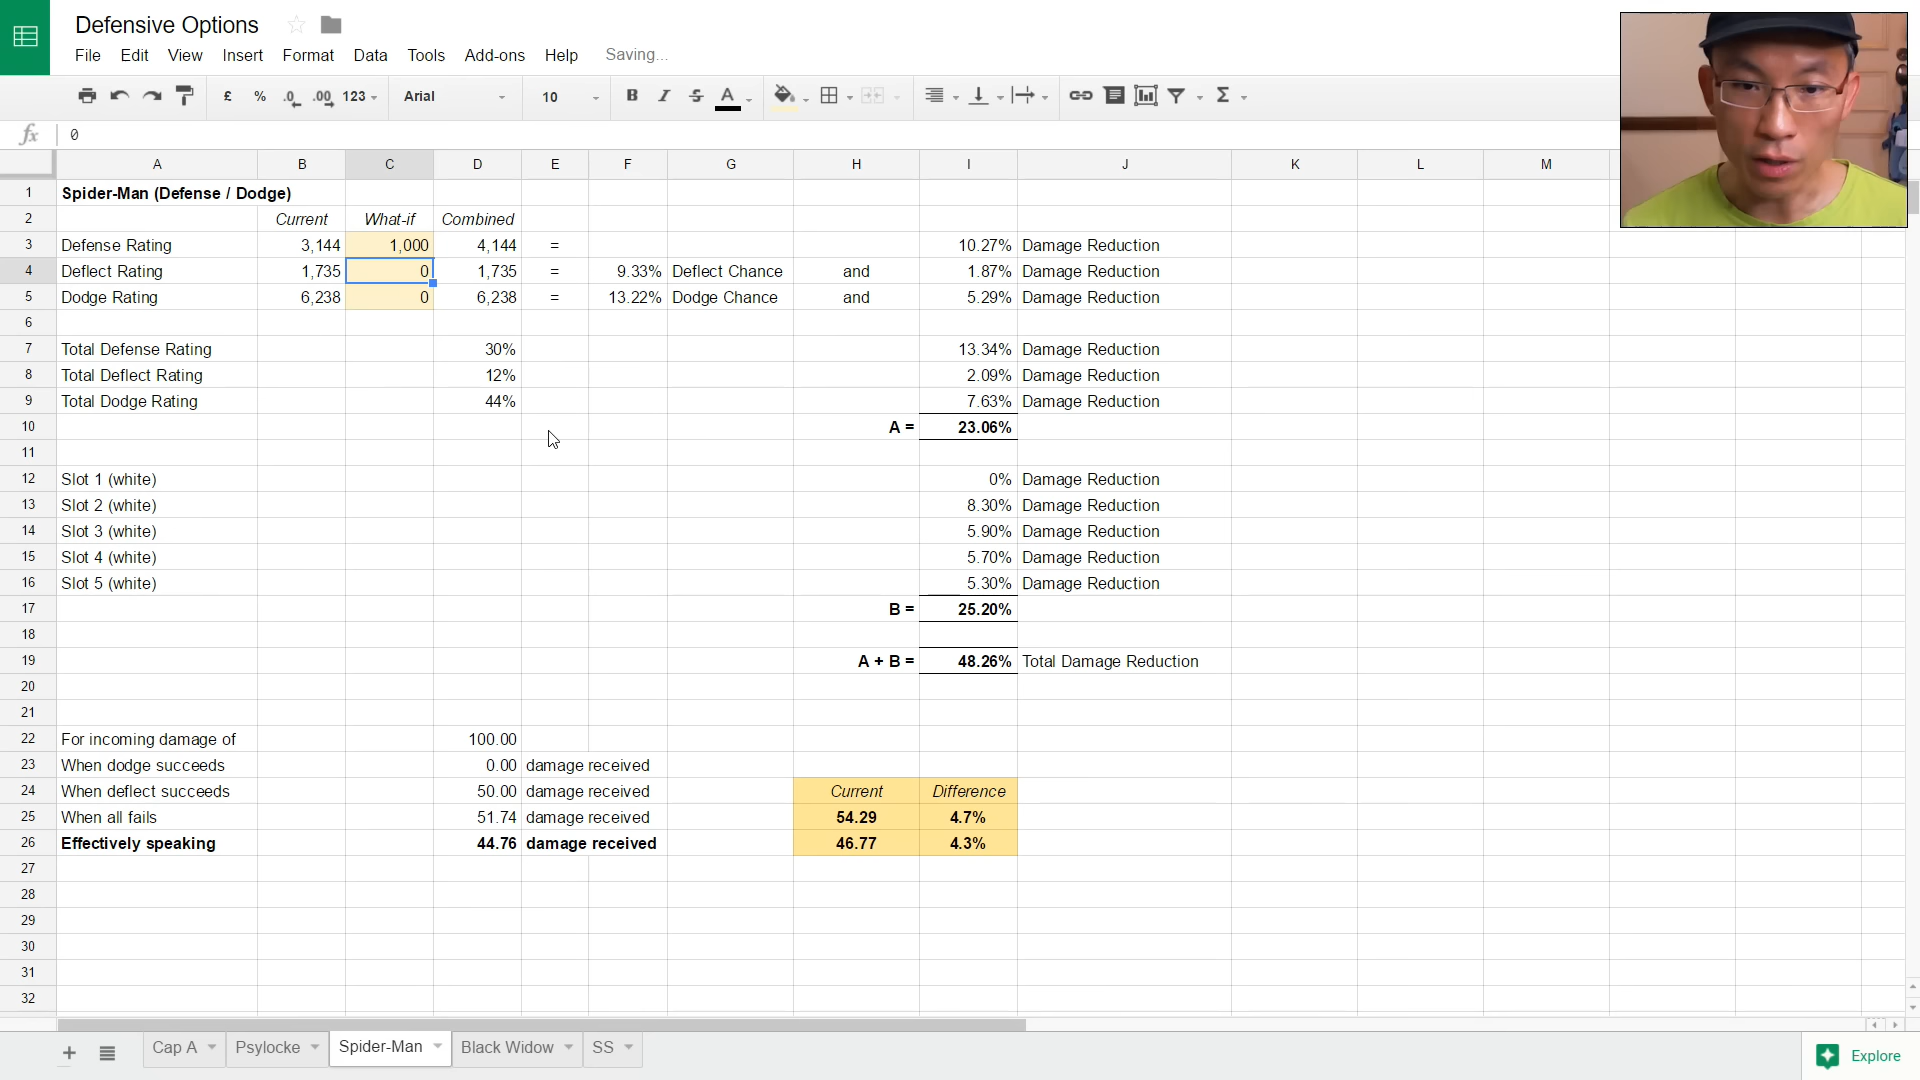 Defensive Options
File Edit View Insert Format Data Tools Add-ons Help Saving...
£ % .0 .00 123 Arial 10 B I S A Σ
fx 0
A B C D E F G H I J K L M
1 Spider-Man (Defense / Dodge)
2 Current What-if Combined
3 Defense Rating 3,144 1,000 4,144 = 10.27% Damage Reduction
4 Deflect Rating 1,735 0 1,735 = 9.33% Deflect Chance and 1.87% Damage Reduction
5 Dodge Rating 6,238 0 6,238 = 13.22% Dodge Chance and 5.29% Damage Reduction
6
7 Total Defense Rating 30% 13.34% Damage Reduction
8 Total Deflect Rating 12% 2.09% Damage Reduction
9 Total Dodge Rating 44% 7.63% Damage Reduction
10 A = 23.06%
11
12 Slot 1 (white) 0% Damage Reduction
13 Slot 2 (white) 8.30% Damage Reduction
14 Slot 3 (white) 5.90% Damage Reduction
15 Slot 4 (white) 5.70% Damage Reduction
16 Slot 5 (white) 5.30% Damage Reduction
17 B = 25.20%
18
19 A + B = 48.26% Total Damage Reduction
20
21
22 For incoming damage of 100.00
23 When dodge succeeds 0.00 damage received
24 When deflect succeeds 50.00 damage received Current Difference
25 When all fails 51.74 damage received 54.29 4.7%
26 Effectively speaking 44.76 damage received 46.77 4.3%
27
28
29
30
31
32
+ Cap A Psylocke Spider-Man Black Widow SS Explore